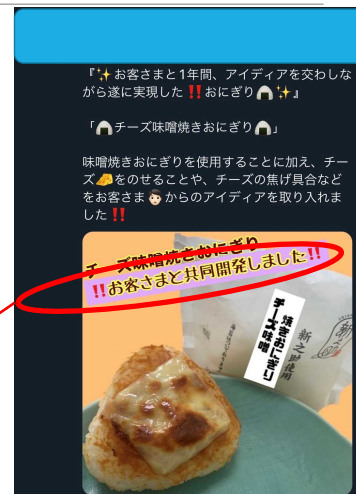 『✨お客さまと1年間、アイディアを交わしな
がら遂に実現した‼️おにぎり🍙✨』
「🍙チーズ味噌焼きおにぎり🍙」
味噌焼きおにぎりを使用することに加え、チー
ズ🧀をのせることや、チーズの焦げ具合など
をお客さま👨🏻からのアイディアを取り入れま
した‼️
チーズ味噌焼きおにぎり
‼️お客さまと共同開発しました‼️
焼きおにぎり
チーズ味噌
新之助使用